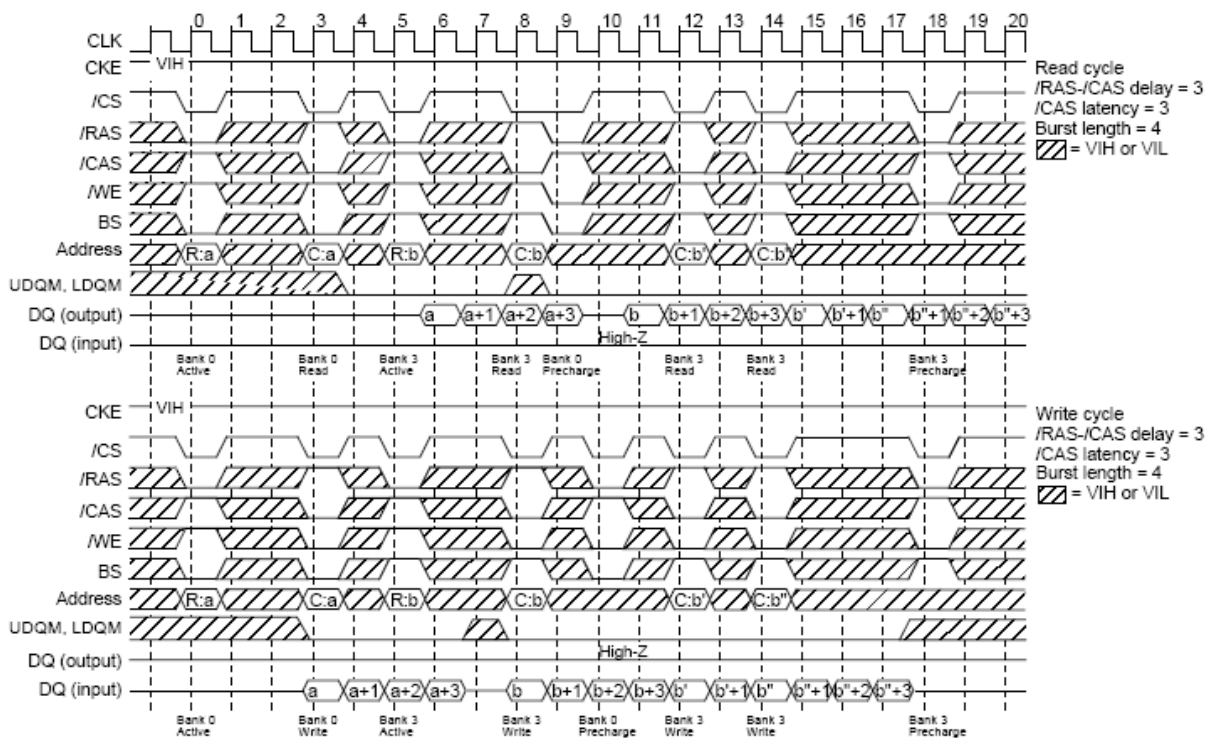 0 1 2 3 4 5 6 7 8 9 10 11 12 13 14 15 16 17 18 19 20
CLK
CKE VIH
/CS
/RAS
/CAS
/WE
BS
Address R:a C:a R:b C:b C:b' C:b"
UDQM, LDQM
DQ (output) a a+1 a+2 a+3 b b+1 b+2 b+3 b' b'+1 b" b"+1 b"+2 b"+3
High-Z
DQ (input)
Bank 0 Active
Bank 0 Read
Bank 3 Active
Bank 3 Read
Bank 0 Precharge
Bank 3 Read
Bank 3 Read
Bank 3 Precharge
Read cycle
/RAS-/CAS delay = 3
/CAS latency = 3
Burst length = 4
= VIH or VIL
CKE VIH
/CS
/RAS
/CAS
/WE
BS
Address R:a C:a R:b C:b C:b' C:b"
UDQM, LDQM
High-Z
DQ (output)
DQ (input) a a+1 a+2 a+3 b b+1 b+2 b+3 b' b'+1 b" b"+1 b"+2 b"+3
Bank 0 Active
Bank 0 Write
Bank 3 Active
Bank 3 Write
Bank 0 Precharge
Bank 3 Write
Bank 3 Write
Bank 3 Precharge
Write cycle
/RAS-/CAS delay = 3
/CAS latency = 3
Burst length = 4
= VIH or VIL